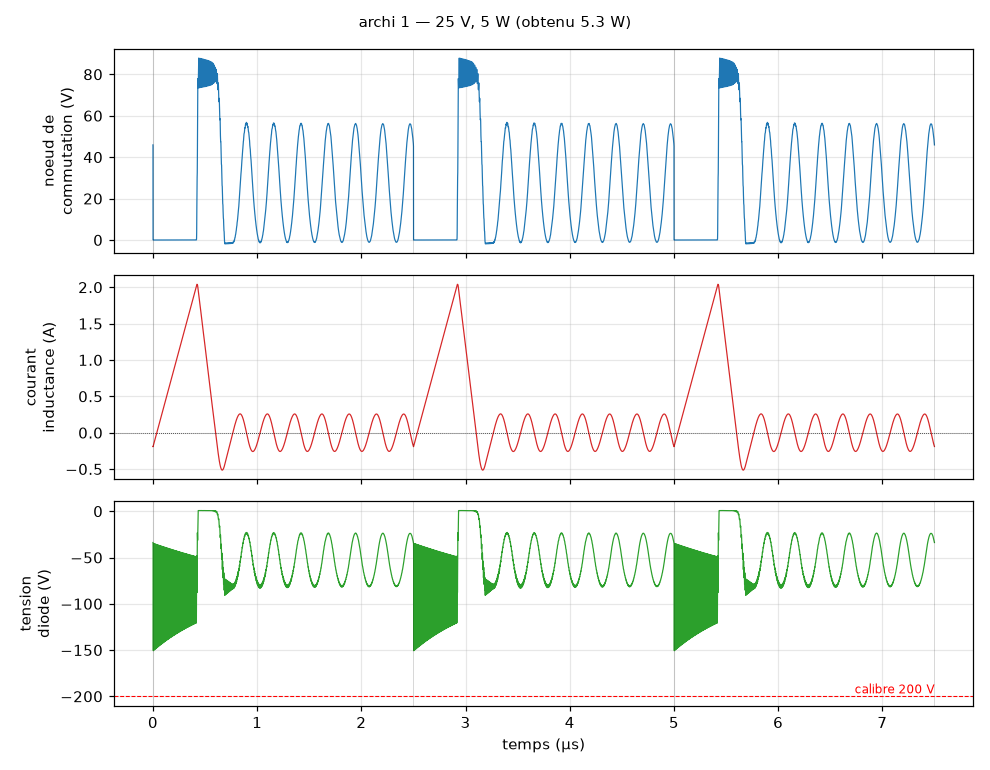 archi 1 — 25 V, 5 W (obtenu 5.3 W)
noeud de
commutation (V)
80
60
40
20
0
courant
inductance (A)
2.0
1.5
1.0
0.5
0.0
−0.5
tension
diode (V)
0
−50
−100
−150
−200
calibre 200 V
0 1 2 3 4 5 6 7
temps (µs)